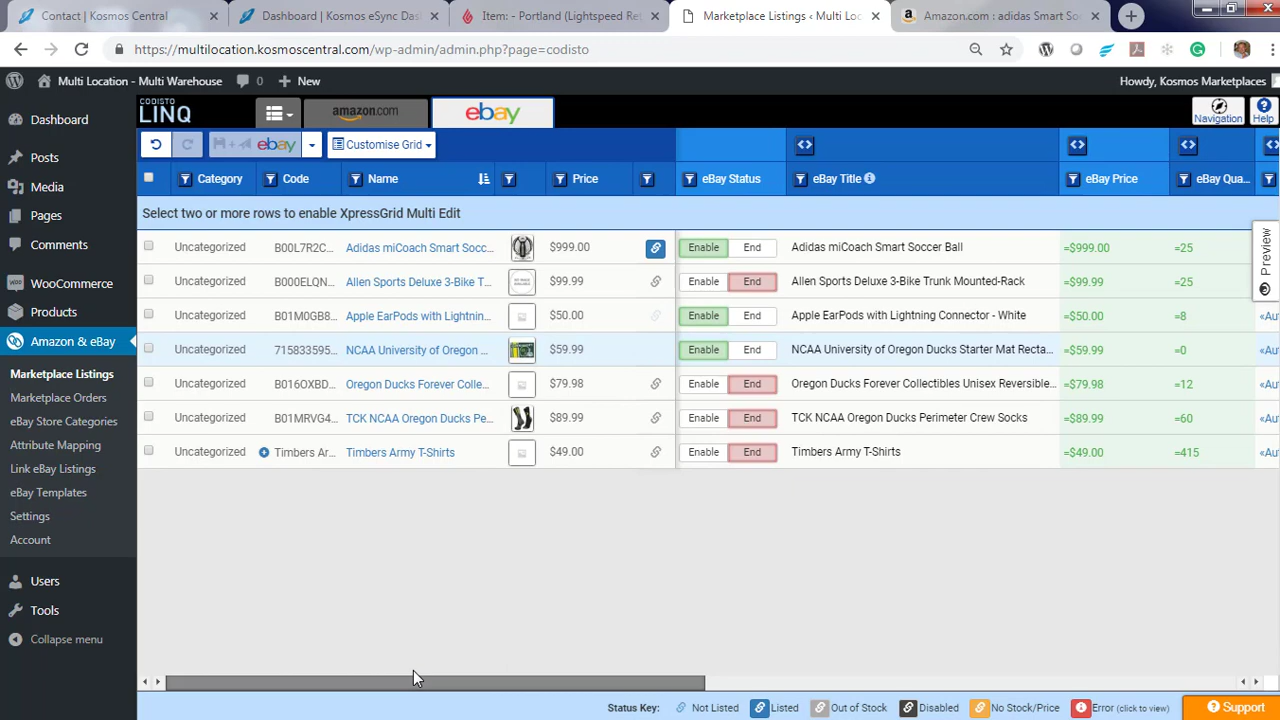 Contact | Kosmos Central
Dashboard | Kosmos eSync Das
Item: - Portland (Lightspeed Ret
Marketplace Listings ‹ Multi Loc
Amazon.com : adidas Smart Soc
https://multilocation.kosmoscentral.com/wp-admin/admin.php?page=codisto
Multi Location - Multi Warehouse
0
New
Howdy, Kosmos Marketplaces
Dashboard
Posts
Media
Pages
Comments
WooCommerce
Products
Amazon & eBay
Marketplace Listings
Marketplace Orders
eBay Store Categories
Attribute Mapping
Link eBay Listings
eBay Templates
Settings
Account
Users
Tools
Collapse menu
CODISTO
LINQ
amazon.com
ebay
Navigation
Help
ebay
Customise Grid
Category Code Name Price eBay Status eBay Title eBay Price eBay Qua...
Select two or more rows to enable XpressGrid Multi Edit
Uncategorized B00L7R2C... Adidas miCoach Smart Socc... $999.00 Enable End Adidas miCoach Smart Soccer Ball =$999.00 =25
Uncategorized B000ELQN... Allen Sports Deluxe 3-Bike T... $99.99 Enable End Allen Sports Deluxe 3-Bike Trunk Mounted-Rack =$99.99 =25
Uncategorized B01M0GB8... Apple EarPods with Lightnin... $50.00 Enable End Apple EarPods with Lightning Connector - White =$50.00 =8 «Au
Uncategorized 715833595... NCAA University of Oregon ... $59.99 Enable End NCAA University of Oregon Ducks Starter Mat Recta... =$59.99 =0 «Au
Uncategorized B016OXBD... Oregon Ducks Forever Colle... $79.98 Enable End Oregon Ducks Forever Collectibles Unisex Reversible... =$79.98 =12
Uncategorized B01MRVG4... TCK NCAA Oregon Ducks Pe... $89.99 Enable End TCK NCAA Oregon Ducks Perimeter Crew Socks =$89.99 =60
Uncategorized Timbers Ar... Timbers Army T-Shirts $49.00 Enable End Timbers Army T-Shirts =$49.00 =415 «Au
Preview
Status Key: Not Listed Listed Out of Stock Disabled No Stock/Price Error (click to view)
Support